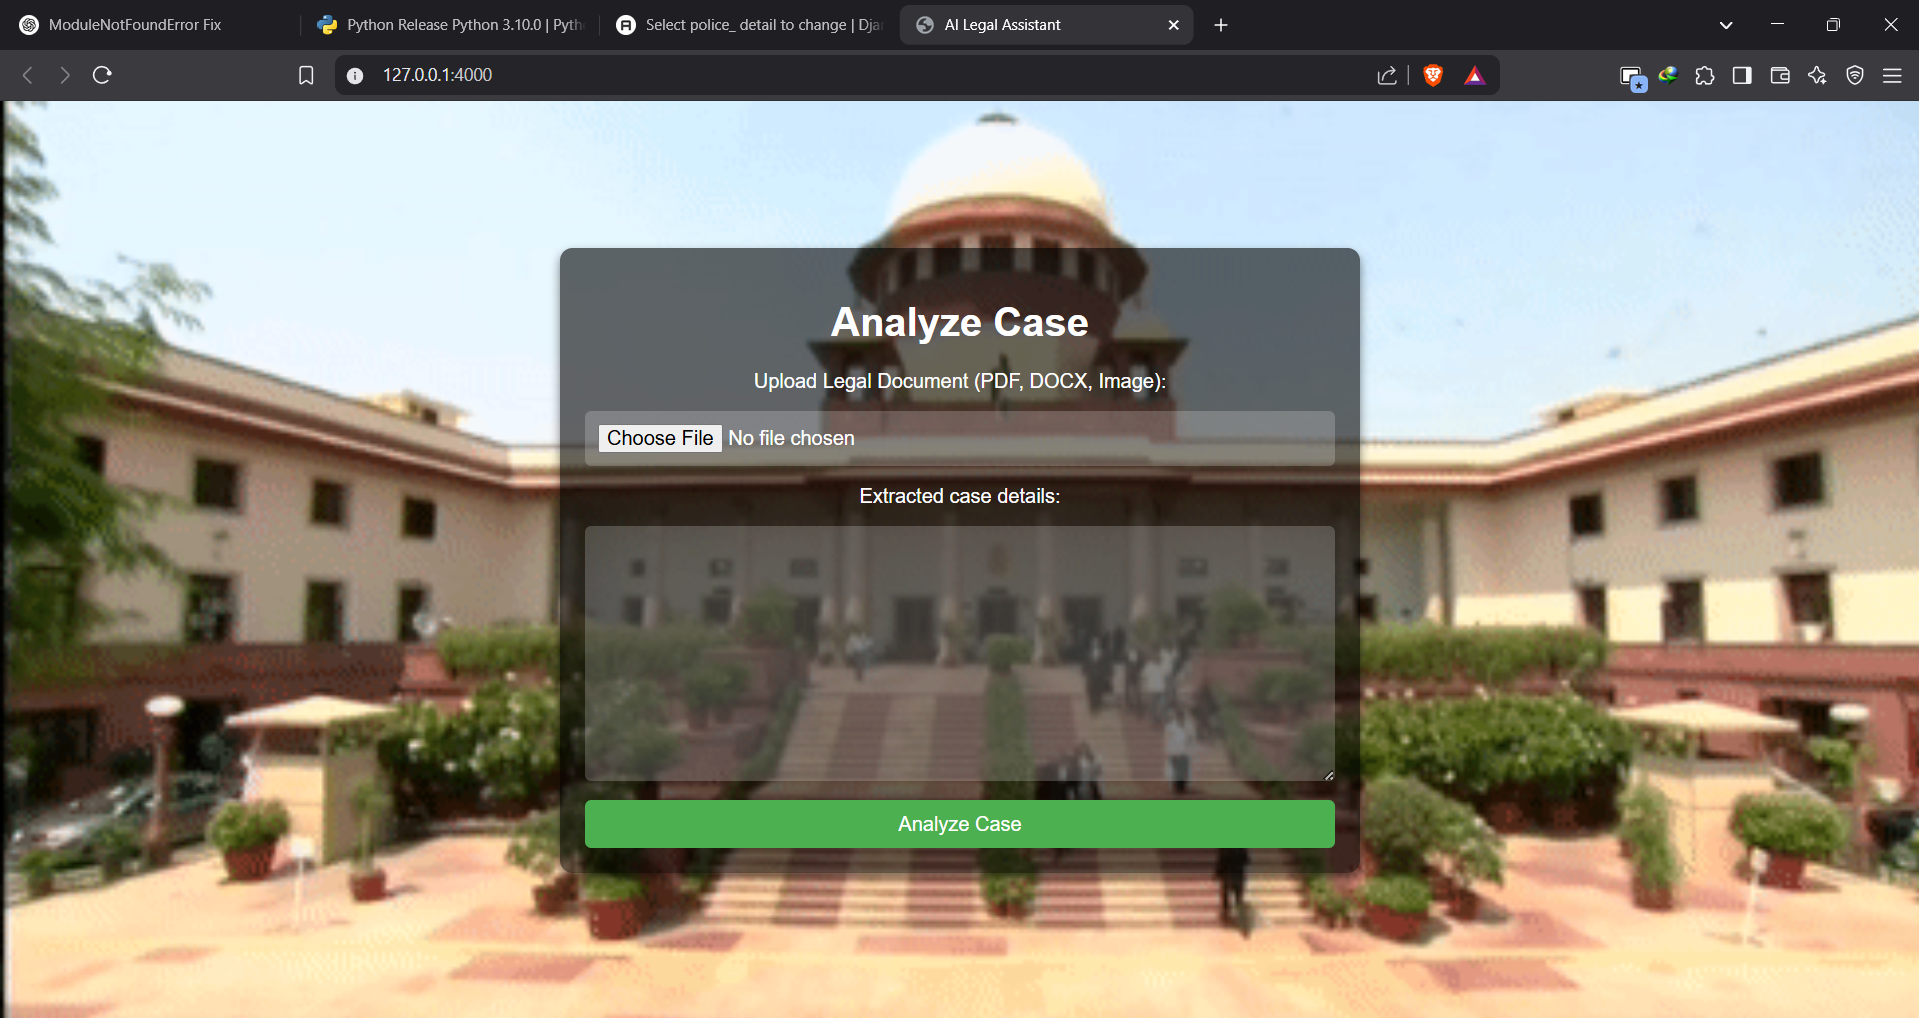 ModuleNotFoundError Fix
Python Release Python 3.10.0 | Pyth
Select police_ detail to change | Dja
AI Legal Assistant
127.0.0.1:4000
Analyze Case
Upload Legal Document (PDF, DOCX, Image):
Choose File No file chosen
Extracted case details:
Analyze Case